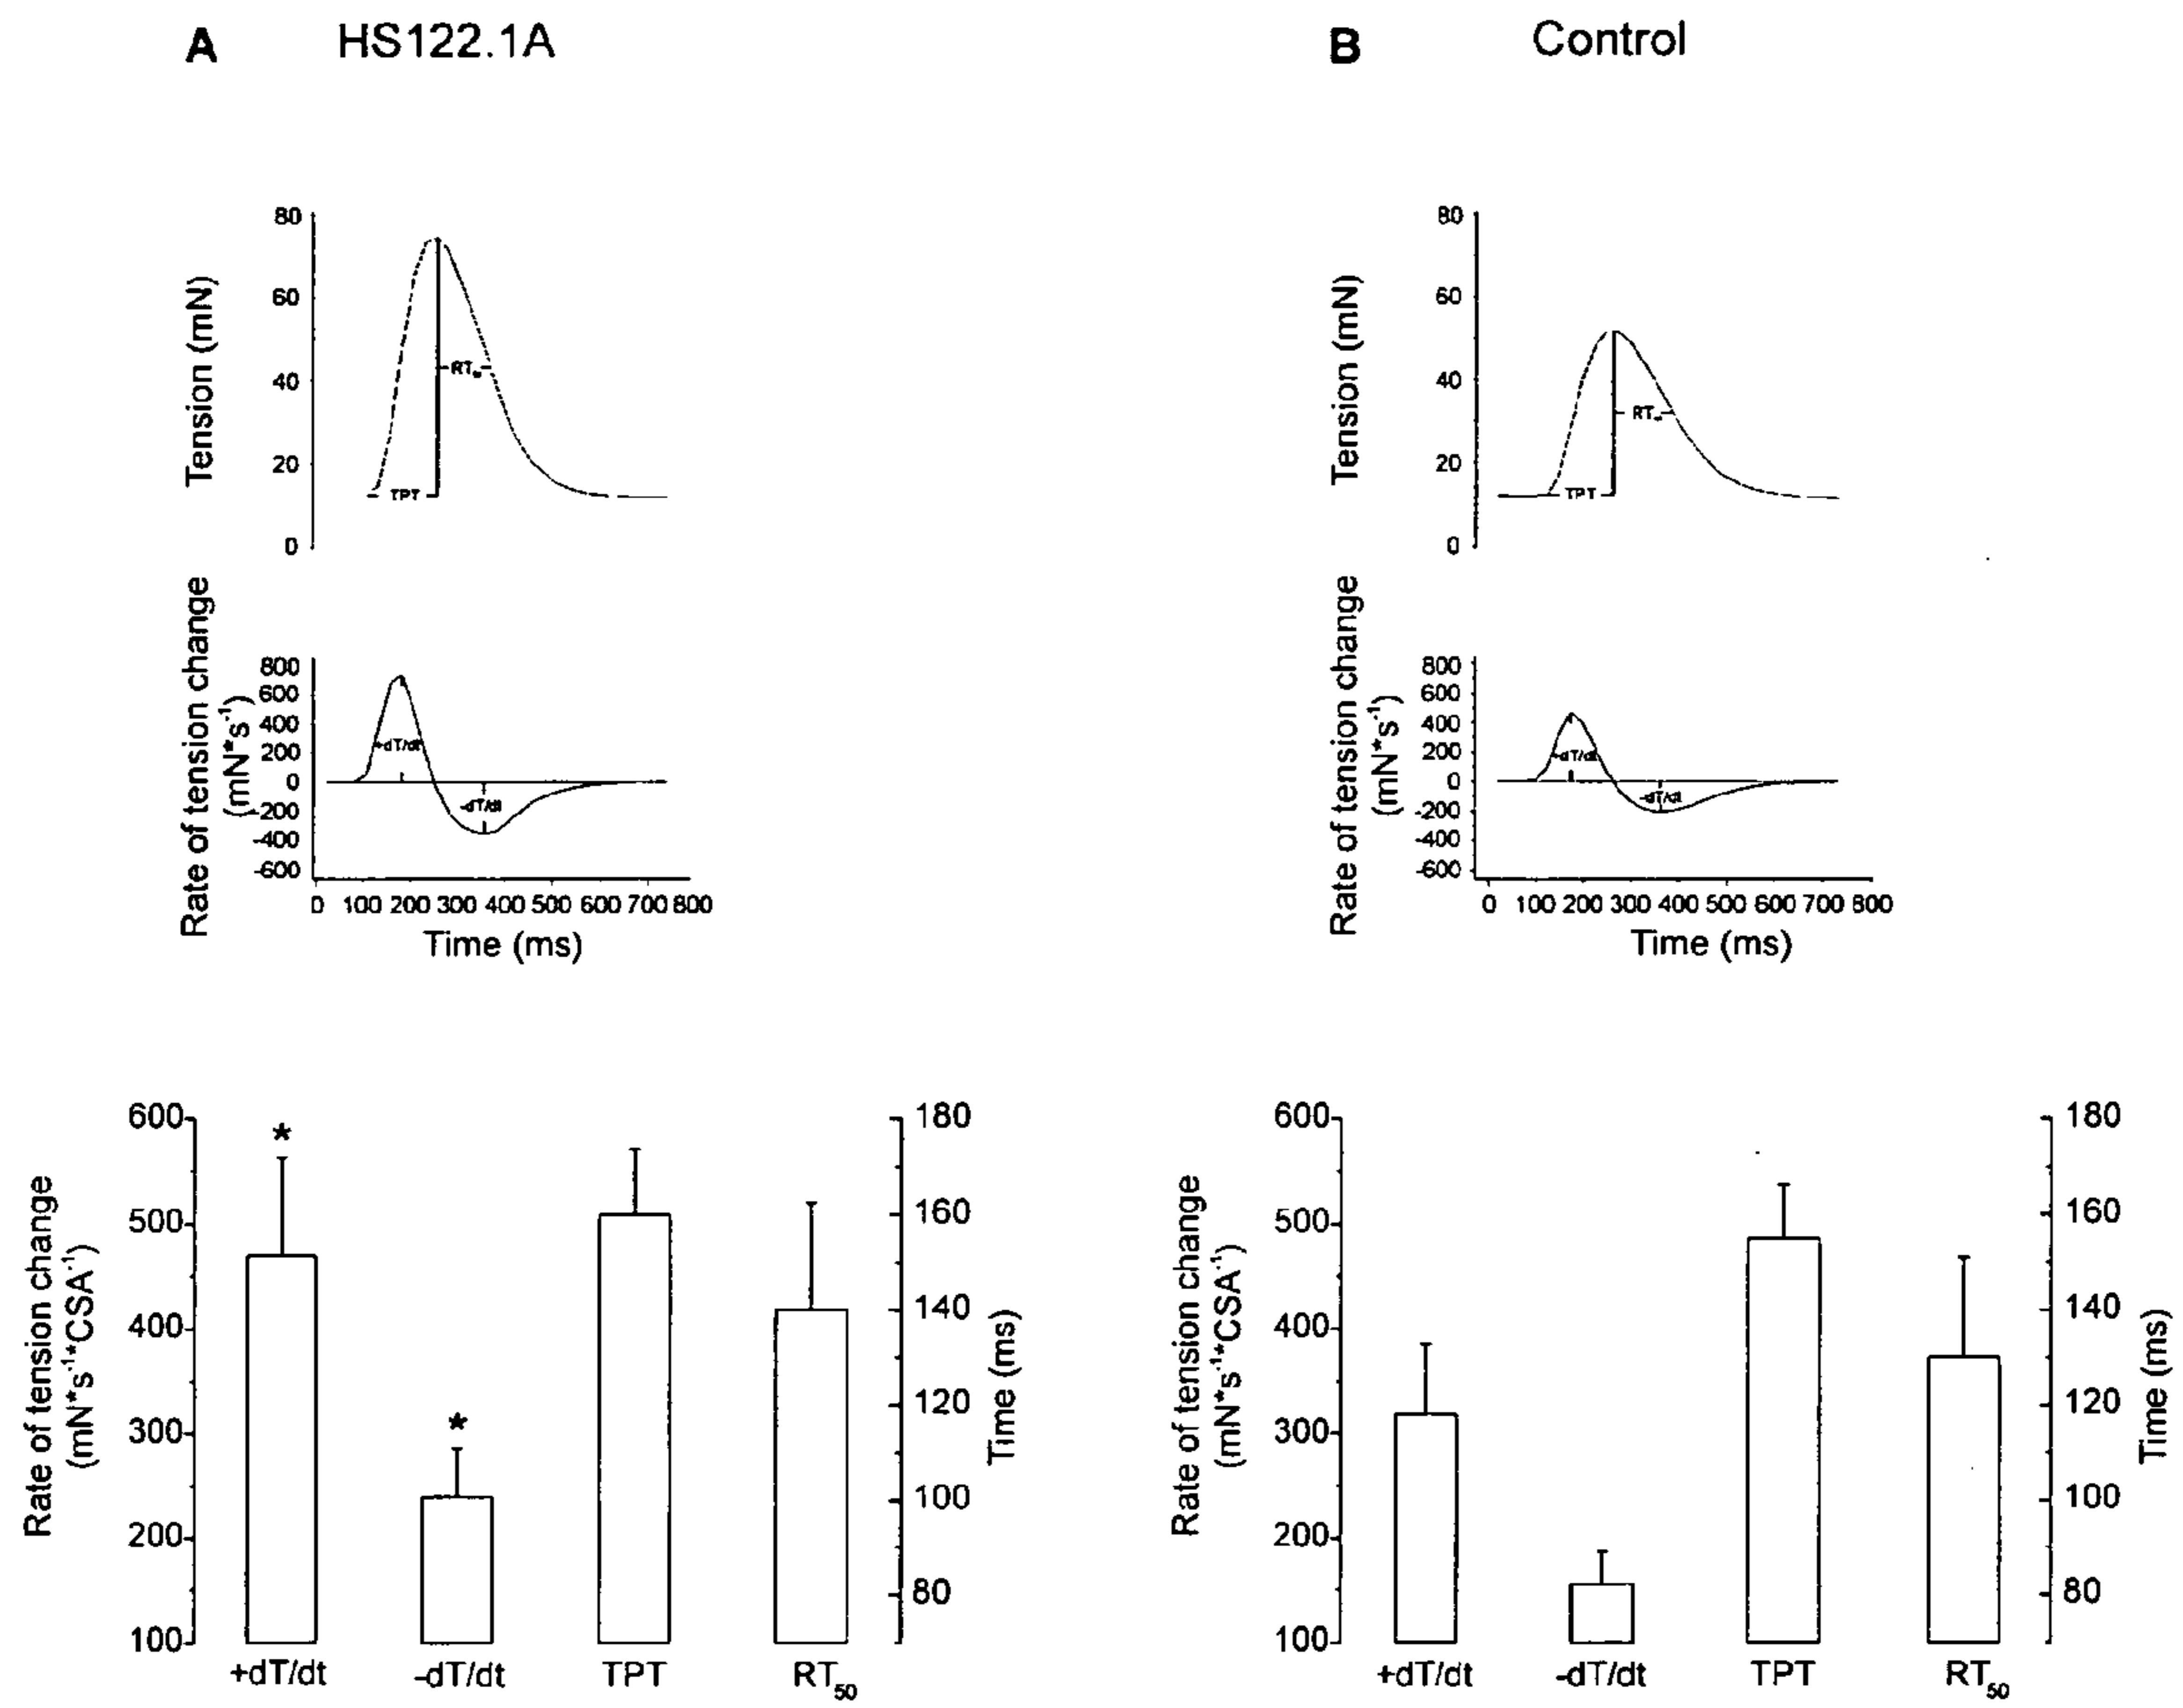 A HS122.1A
80
60
40
20
0
Tension (mN)
TPT
800
600
400
200
0
-200
-400
-600
Rate of tension change
(mN*s⁻¹)
+dT/dt
-dT/dt
0 100 200 300 400 500 600 700 800
Time (ms)
600
500
400
300
200
100
Rate of tension change
(mN*s⁻¹*CSA⁻¹)
*
*
180
160
140
120
100
80
Time (ms)
+dT/dt -dT/dt TPT RT₅₀
B Control
80
60
40
20
0
Tension (mN)
TPT
800
600
400
200
0
-200
-400
-600
Rate of tension change
(mN*s⁻¹)
+dT/dt
-dT/dt
0 100 200 300 400 500 600 700 800
Time (ms)
600
500
400
300
200
100
Rate of tension change
(mN*s⁻¹*CSA⁻¹)
180
160
140
120
100
80
Time (ms)
+dT/dt -dT/dt TPT RT₅₀